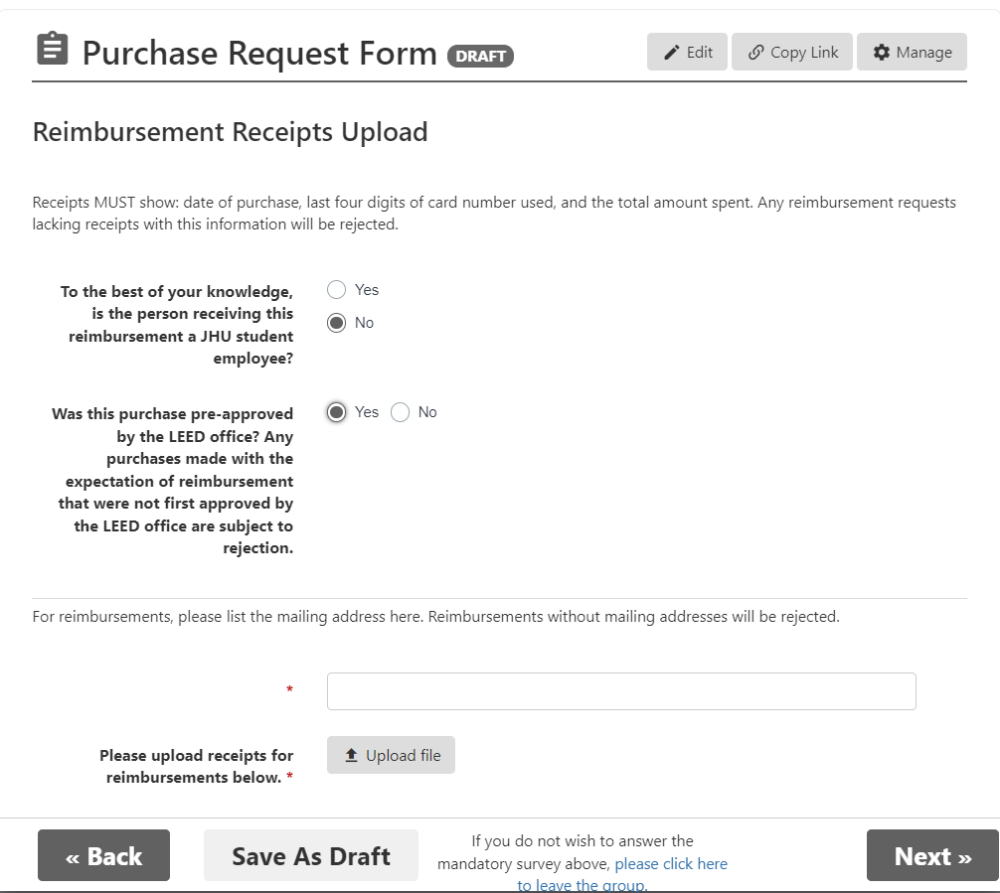 Purchase Request Form DRAFT
Edit
Copy Link
Manage
Reimbursement Receipts Upload
Receipts MUST show: date of purchase, last four digits of card number used, and the total amount spent. Any reimbursement requests
lacking receipts with this information will be rejected.
To the best of your knowledge,
is the person receiving this
reimbursement a JHU student
employee?
Yes
No
Was this purchase pre-approved
by the LEED office? Any
purchases made with the
expectation of reimbursement
that were not first approved by
the LEED office are subject to
rejection.
Yes
No
For reimbursements, please list the mailing address here. Reimbursements without mailing addresses will be rejected.
*
Please upload receipts for
reimbursements below. *
Upload file
« Back
Save As Draft
If you do not wish to answer the
mandatory survey above, please click here
to leave the group.
Next »